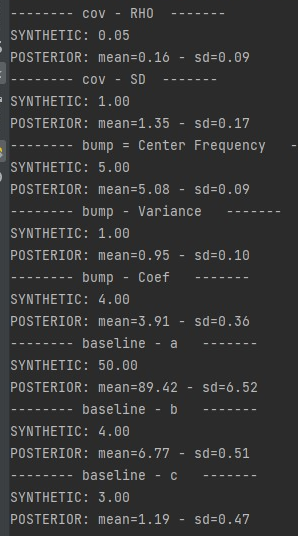 -------- cov - RHO  -------
SYNTHETIC: 0.05
POSTERIOR: mean=0.16 - sd=0.09
-------- cov - SD  -------
SYNTHETIC: 1.00
POSTERIOR: mean=1.35 - sd=0.17
-------- bump = Center Frequency   -
SYNTHETIC: 5.00
POSTERIOR: mean=5.08 - sd=0.09
-------- bump - Variance   -------
SYNTHETIC: 1.00
POSTERIOR: mean=0.95 - sd=0.10
-------- bump - Coef   -------
SYNTHETIC: 4.00
POSTERIOR: mean=3.91 - sd=0.36
-------- baseline - a   -------
SYNTHETIC: 50.00
POSTERIOR: mean=89.42 - sd=6.52
-------- baseline - b   -------
SYNTHETIC: 4.00
POSTERIOR: mean=6.77 - sd=0.51
-------- baseline - c   -------
SYNTHETIC: 3.00
POSTERIOR: mean=1.19 - sd=0.47